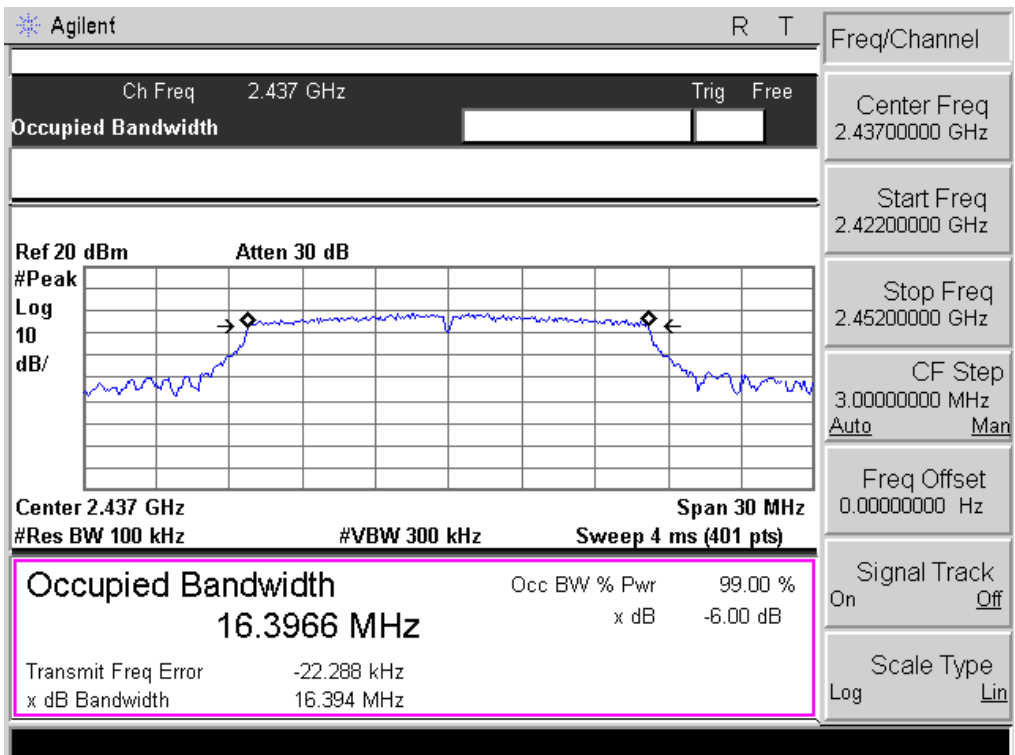 Agilent R T
Ch Freq 2.437 GHz Trig Free
Occupied Bandwidth
Ref 20 dBm Atten 30 dB
#Peak
Log
10
dB/
Center 2.437 GHz Span 30 MHz
#Res BW 100 kHz #VBW 300 kHz Sweep 4 ms (401 pts)
Occupied Bandwidth Occ BW % Pwr 99.00 %
16.3966 MHz x dB -6.00 dB
Transmit Freq Error -22.288 kHz
x dB Bandwidth 16.394 MHz
Freq/Channel
Center Freq
2.43700000 GHz
Start Freq
2.42200000 GHz
Stop Freq
2.45200000 GHz
CF Step
3.00000000 MHz
Auto Man
Freq Offset
0.00000000 Hz
Signal Track
On Off
Scale Type
Log Lin